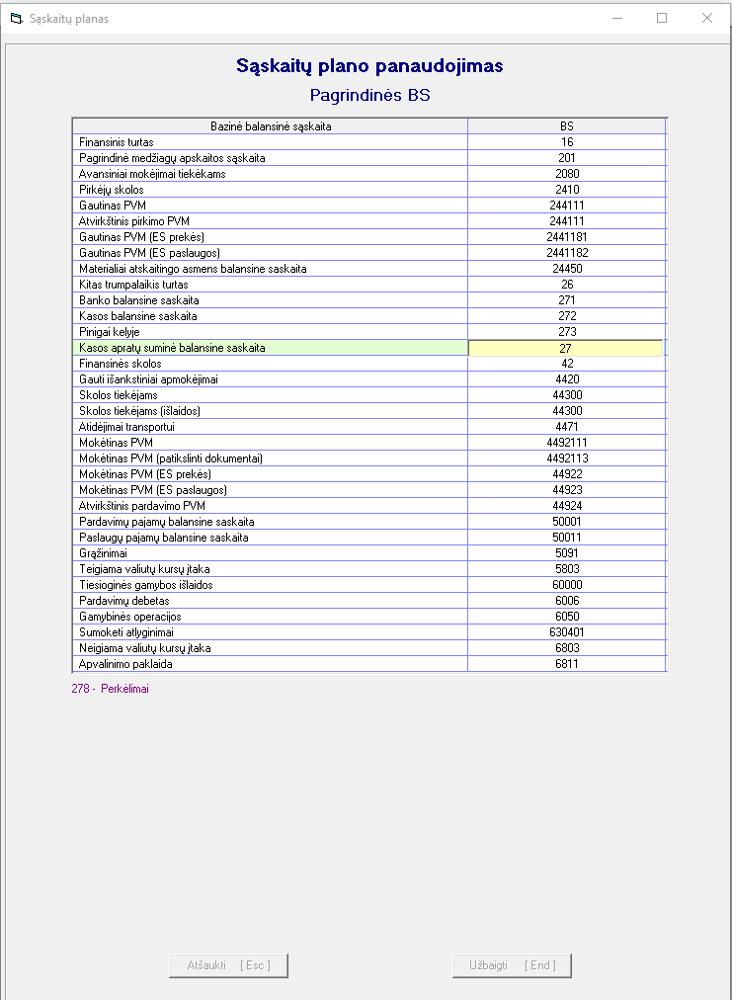 Sąskaitų planas
Sąskaitų plano panaudojimas
Pagrindinės BS
Bazinė balansinė sąskaita BS
Finansinis turtas 16
Pagrindinė medžiagų apskaitos sąskaita 201
Avansiniai mokėjimai tiekėkams 2080
Pirkėjų skolos 2410
Gautinas PVM 244111
Atvirkštinis pirkimo PVM 244111
Gautinas PVM (ES prekės) 2441181
Gautinas PVM (ES paslaugos) 2441182
Materialiai atskaitingo asmens balansine saskaita 24450
Kitas trumpalaikis turtas 26
Banko balansine saskaita 271
Kasos balansine saskaita 272
Pinigai kelyje 273
Kasos apratų suminė balansine saskaita 27
Finansinės skolos 42
Gauti išankstiniai apmokėjimai 4420
Skolos tiekėjams 44300
Skolos tiekėjams (išlaidos) 44300
Atidėjimai transportui 4471
Mokėtinas PVM 4492111
Mokėtinas PVM (patikslinti dokumentai) 4492113
Mokėtinas PVM (ES prekės) 44922
Mokėtinas PVM (ES paslaugos) 44923
Atvirkštinis pardavimo PVM 44924
Pardavimų pajamų balansine saskaita 50001
Paslaugų pajamų balansine saskaita 50011
Grąžinimai 5091
Teigiama valiutų kursų įtaka 5803
Tiesioginės gamybos išlaidos 60000
Pardavimų debetas 6006
Gamybinės operacijos 6050
Sumoketi atlyginimai 630401
Neigiama valiutų kursų įtaka 6803
Apvalinimo paklaida 6811
278 - Perkėlimai
Atšaukti [ Esc ] Užbaigti [ End ]